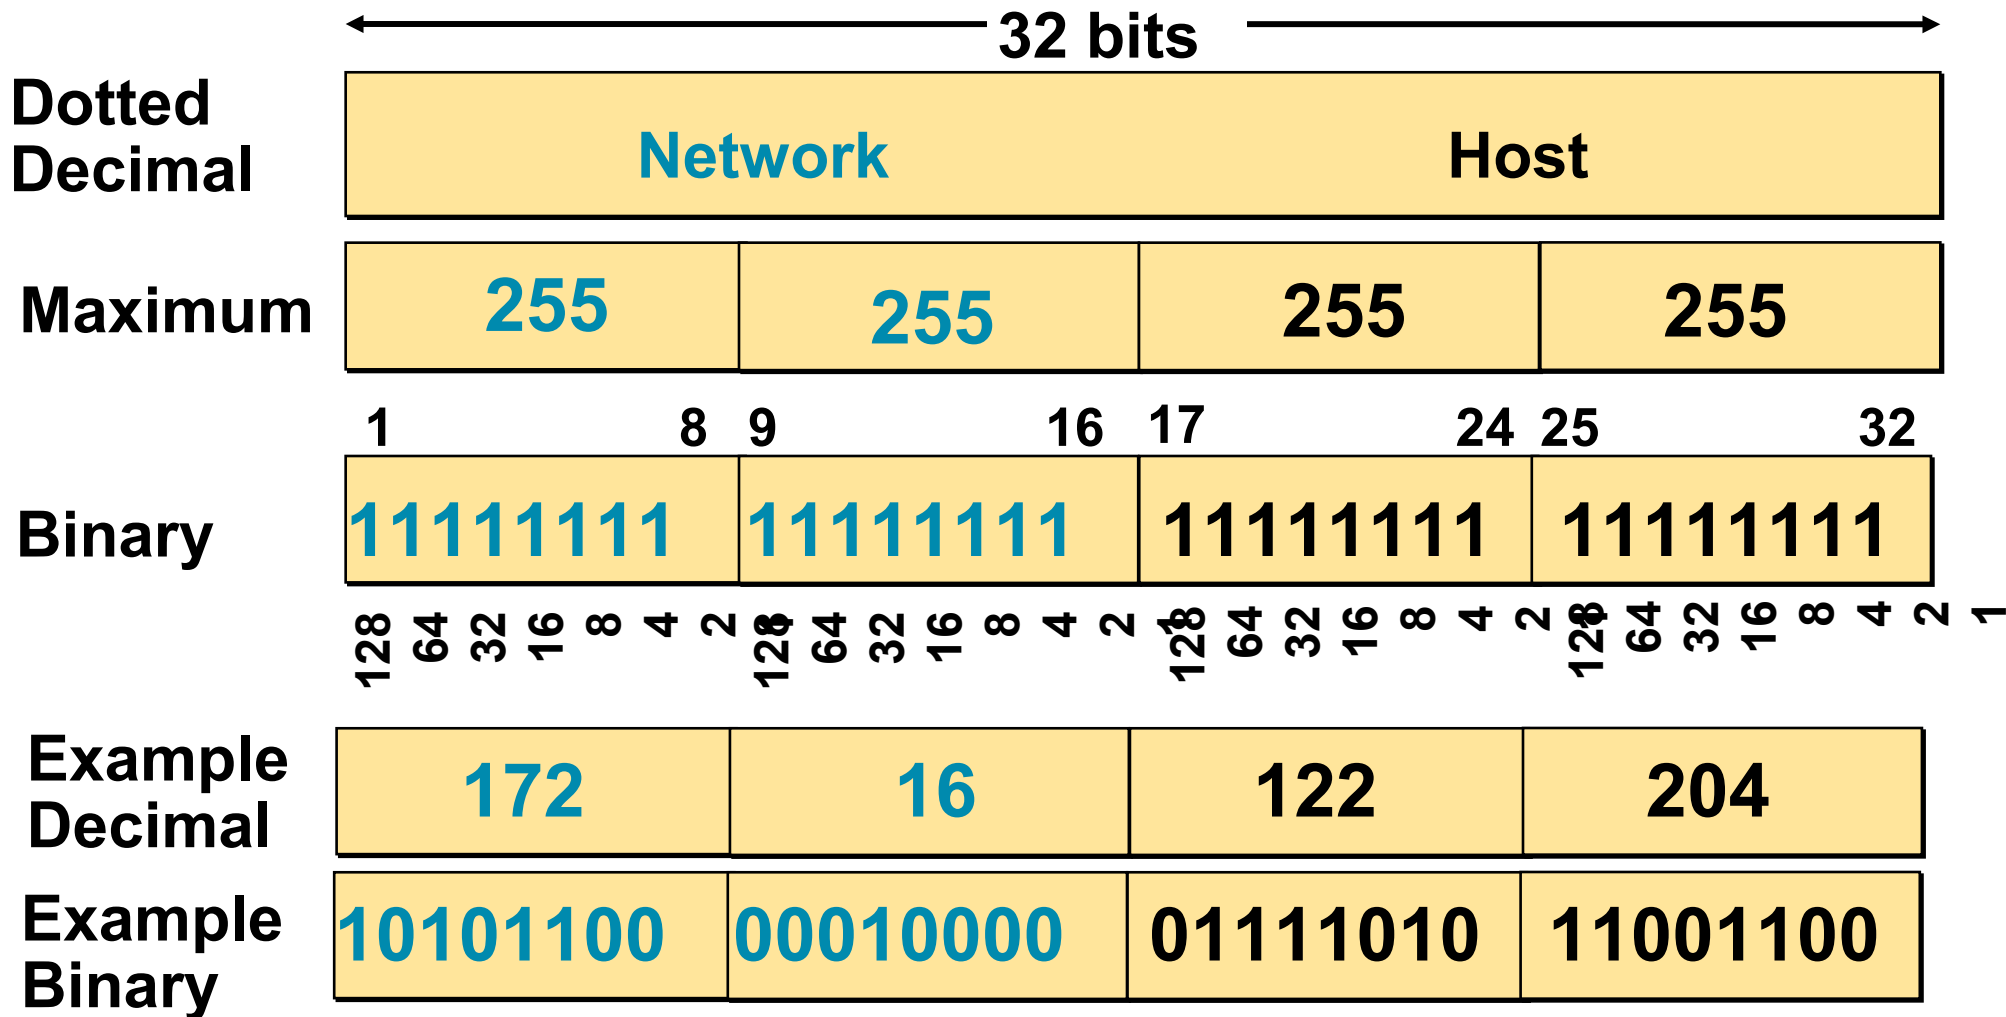 32 bits
Dotted
Decimal
Network Host
Maximum 255 255 255 255
1 8 9 16 17 24 25 32
Binary 11111111 11111111 11111111 11111111
128 64 32 16 8 4 2 1 128 64 32 16 8 4 2 1 128 64 32 16 8 4 2 1 128 64 32 16 8 4 2 1
Example
Decimal
172 16 122 204
Example
Binary
10101100 00010000 01111010 11001100